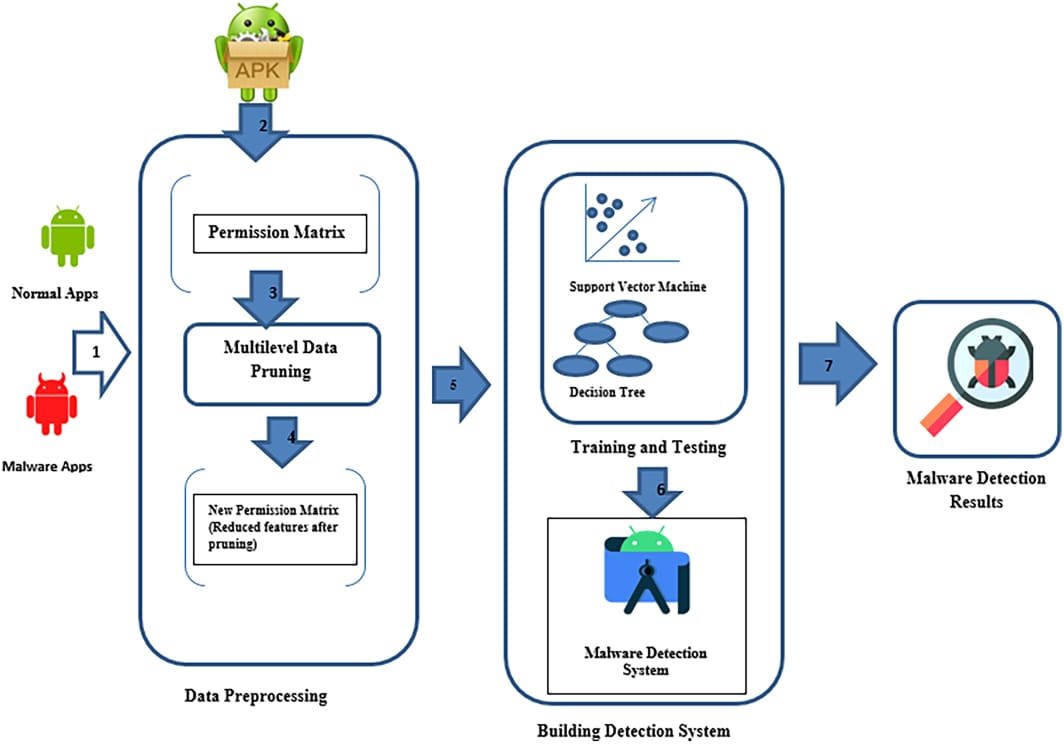 APK
2
Permission Matrix
3
Multilevel Data
Pruning
4
New Permission Matrix
(Reduced features after
pruning)
Data Preprocessing
Normal Apps
1
Malware Apps
5
Support Vector Machine
Decision Tree
Training and Testing
6
Malware Detection
System
Building Detection System
7
Malware Detection
Results